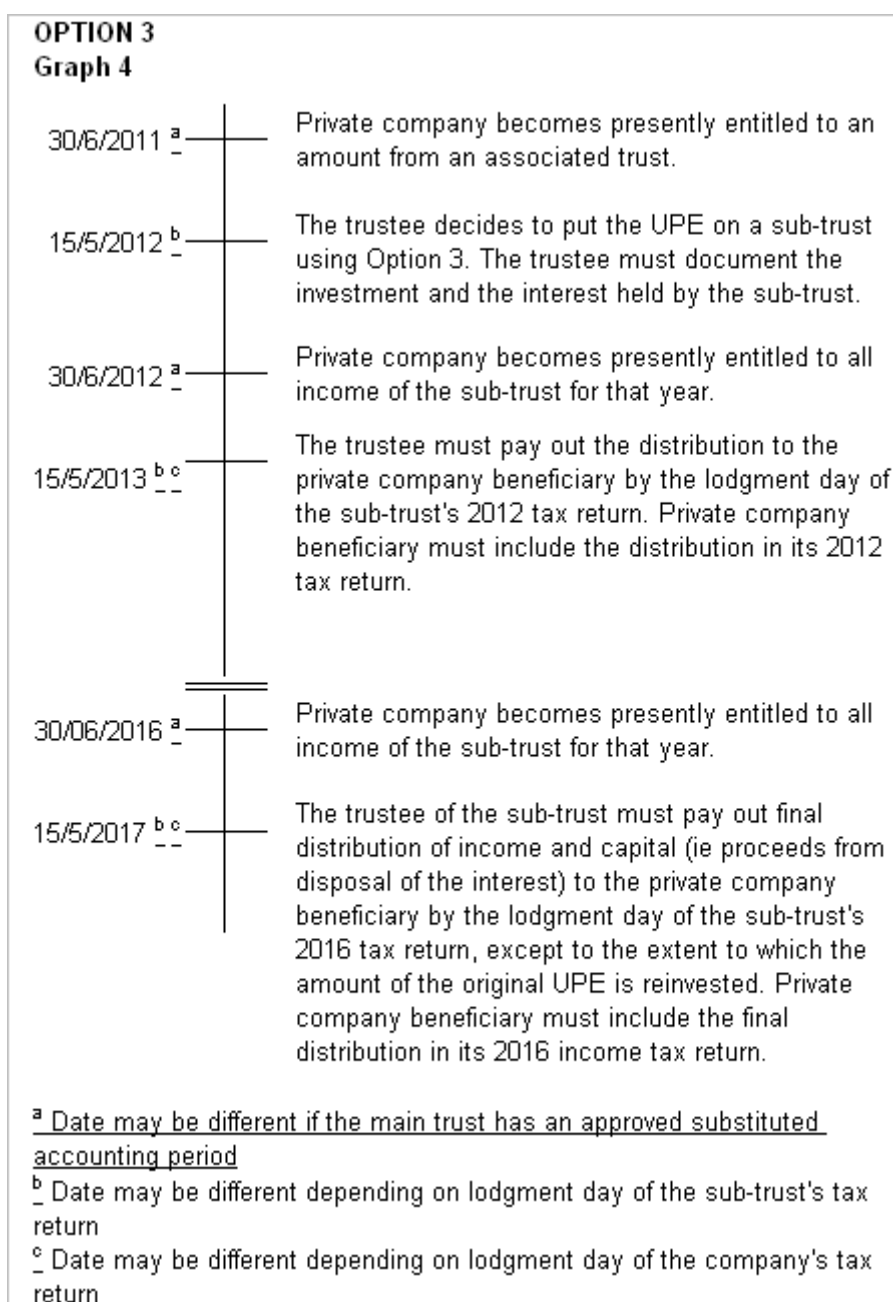 OPTION 3
Graph 4
30/6/2011 a
Private company becomes presently entitled to an
amount from an associated trust.
15/5/2012 b
The trustee decides to put the UPE on a sub-trust
using Option 3. The trustee must document the
investment and the interest held by the sub-trust.
30/6/2012 a
Private company becomes presently entitled to all
income of the sub-trust for that year.
15/5/2013 b c
The trustee must pay out the distribution to the
private company beneficiary by the lodgment day of
the sub-trust's 2012 tax return. Private company
beneficiary must include the distribution in its 2012
tax return.
30/06/2016 a
Private company becomes presently entitled to all
income of the sub-trust for that year.
15/5/2017 b c
The trustee of the sub-trust must pay out final
distribution of income and capital (ie proceeds from
disposal of the interest) to the private company
beneficiary by the lodgment day of the sub-trust's
2016 tax return, except to the extent to which the
amount of the original UPE is reinvested. Private
company beneficiary must include the final
distribution in its 2016 income tax return.
a Date may be different if the main trust has an approved substituted
accounting period
b Date may be different depending on lodgment day of the sub-trust's tax
return
c Date may be different depending on lodgment day of the company's tax
return